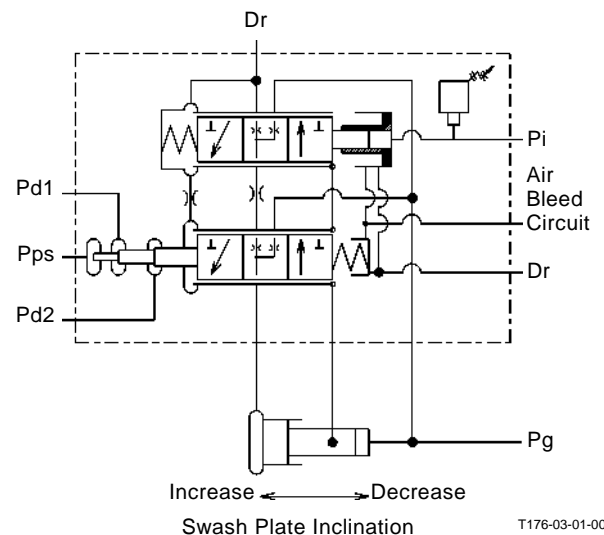 Dr
Pi
Air
Bleed
Circuit
Pd1
Pps
Dr
Pd2
Pg
Increase
Decrease
Swash Plate Inclination
T176-03-01-00